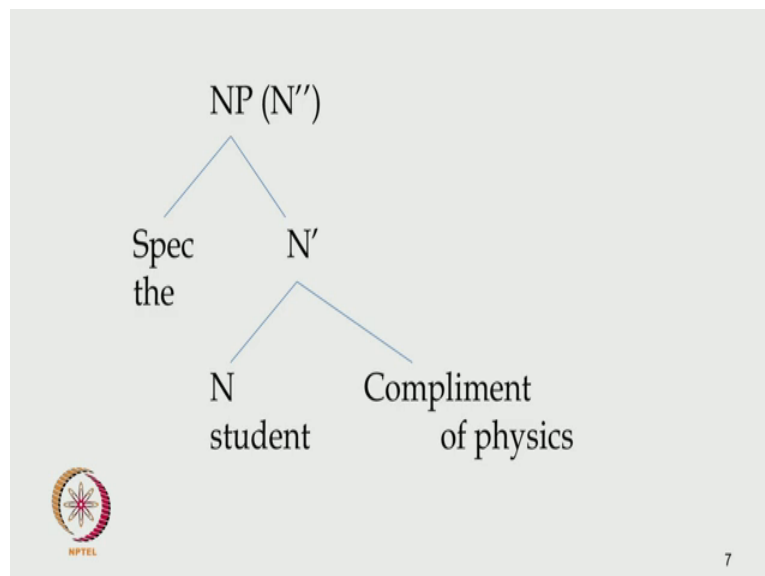 NP (N’’)
Spec N’
the
N Compliment
student of physics
NPTEL
7